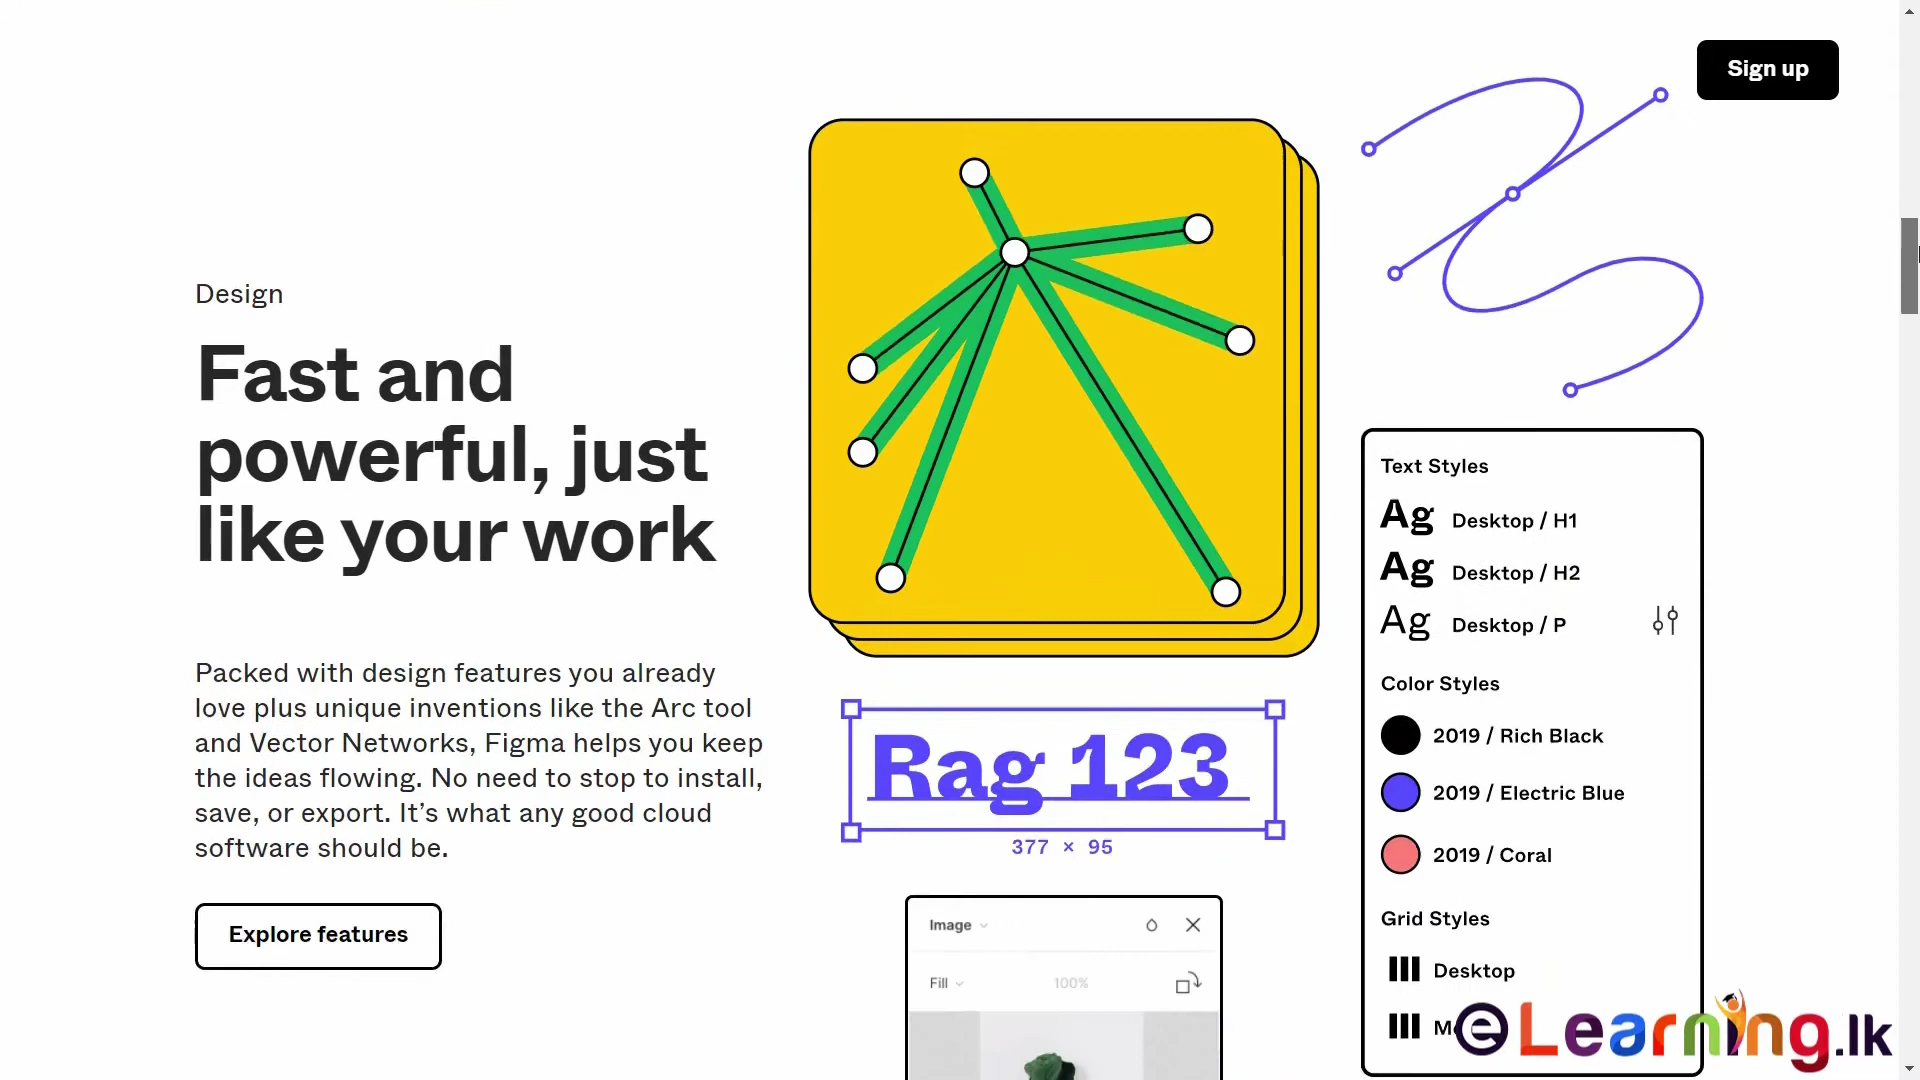 Sign up
Design
Fast and
powerful, just
like your work
Packed with design features you already
love plus unique inventions like the Arc tool
and Vector Networks, Figma helps you keep
the ideas flowing. No need to stop to install,
save, or export. It’s what any good cloud
software should be.
Explore features
Rag 123
377 × 95
Image
Fill 100%
Text Styles
Ag Desktop / H1
Ag Desktop / H2
Ag Desktop / P
Color Styles
2019 / Rich Black
2019 / Electric Blue
2019 / Coral
Grid Styles
Desktop
eLearning.lk